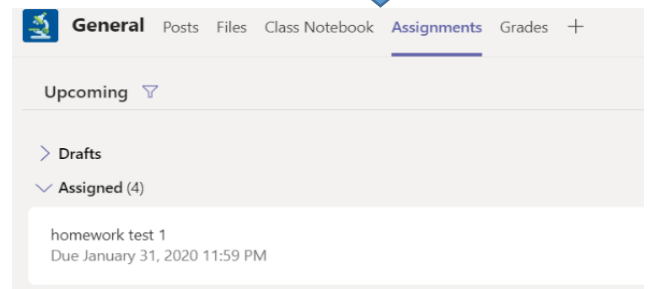 General Posts Files Class Notebook Assignments Grades +
Upcoming
Drafts
Assigned (4)
homework test 1
Due January 31, 2020 11:59 PM